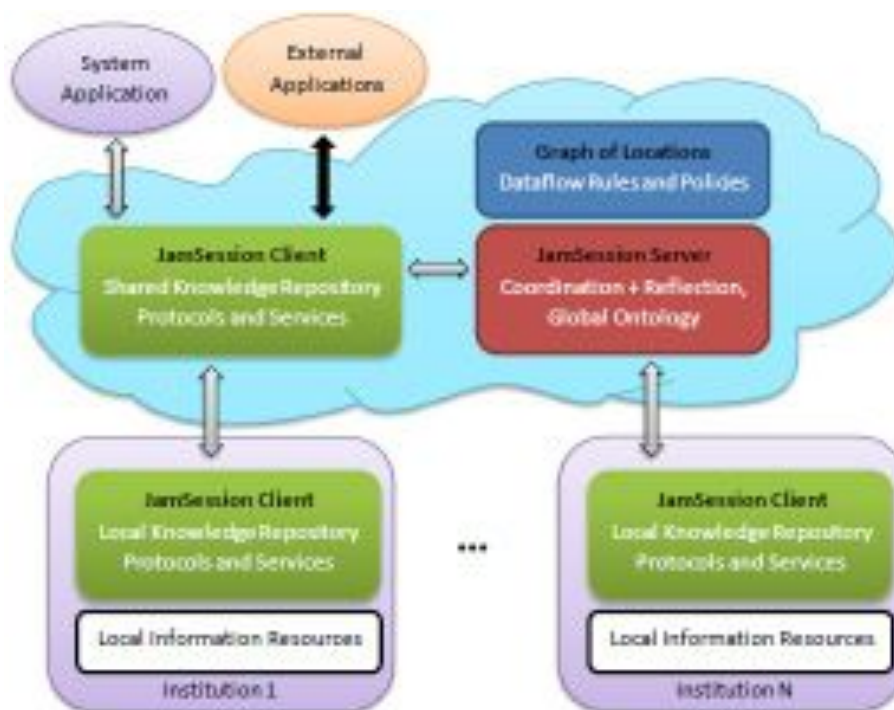 System
Application
External
Applications
Graph of Locations
Dataflow Rules and Policies
JamSession Client
Shared Knowledge Repository
Protocols and Services
JamSession Server
Coordination + Reflection,
Global Ontology
JamSession Client
Local Knowledge Repository
Protocols and Services
Local Information Resources
Institution 1
...
JamSession Client
Local Knowledge Repository
Protocols and Services
Local Information Resources
Institution N